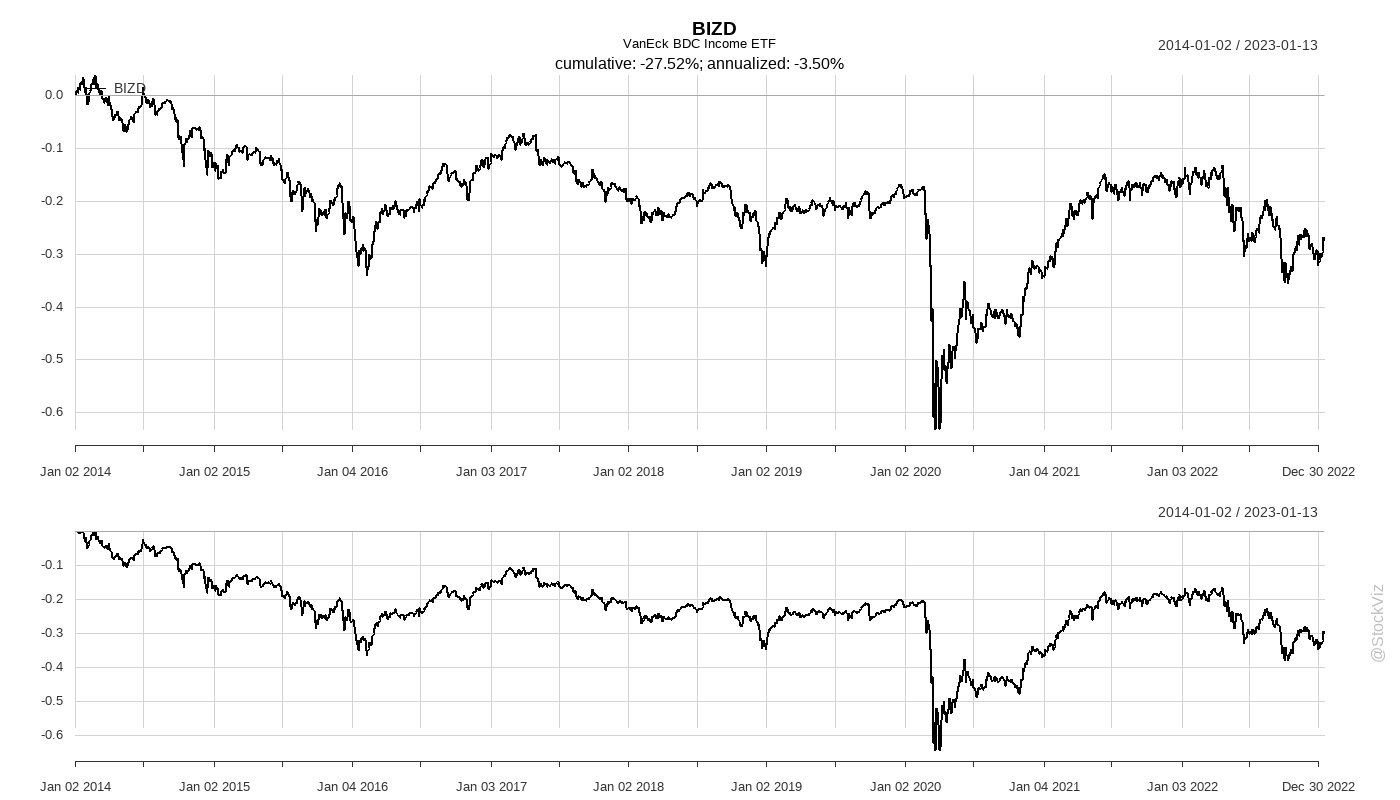 BIZD
VanEck BDC Income ETF
2014-01-02 / 2023-01-13
cumulative: -27.52%; annualized: -3.50%
BIZD
0.0
-0.1
-0.2
-0.3
-0.4
-0.5
-0.6
Jan 02 2014 Jan 02 2015 Jan 04 2016 Jan 03 2017 Jan 02 2018 Jan 02 2019 Jan 02 2020 Jan 04 2021 Jan 03 2022 Dec 30 2022
2014-01-02 / 2023-01-13
-0.1
-0.2
-0.3
-0.4
-0.5
-0.6
Jan 02 2014 Jan 02 2015 Jan 04 2016 Jan 03 2017 Jan 02 2018 Jan 02 2019 Jan 02 2020 Jan 04 2021 Jan 03 2022 Dec 30 2022
@StockViz